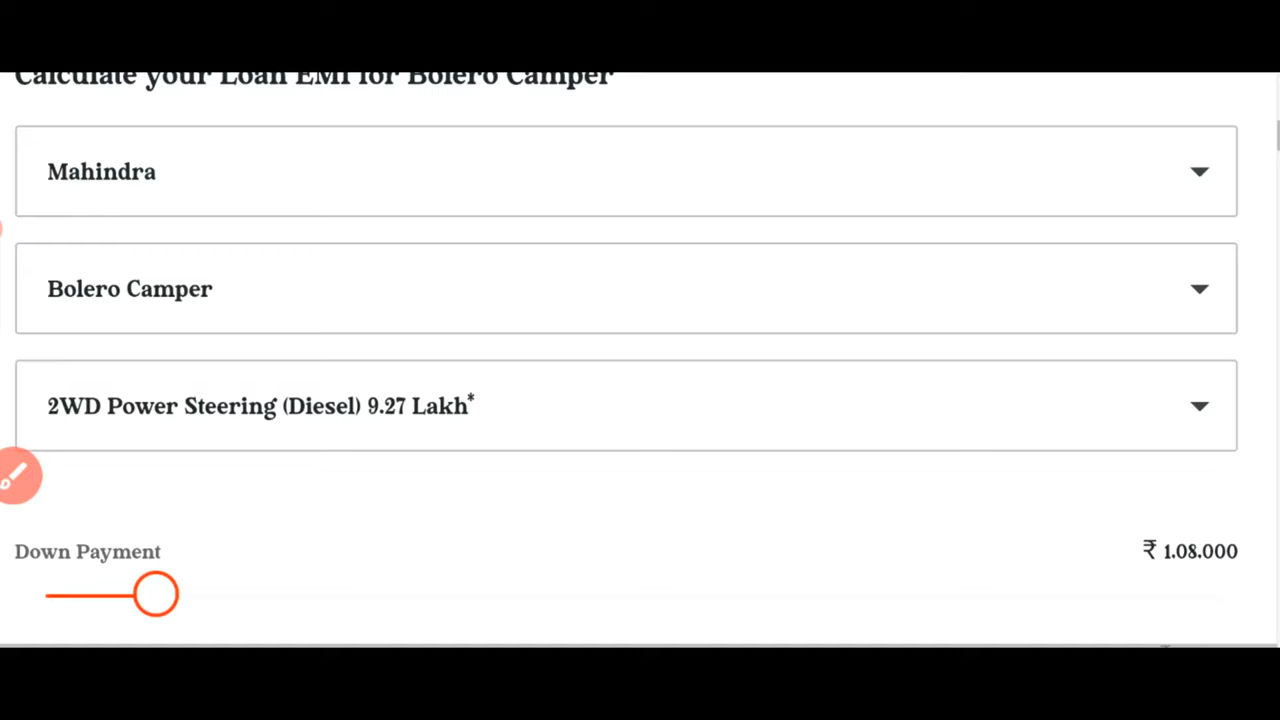 Calculate your Loan EMI for Bolero Camper
Mahindra
Bolero Camper
2WD Power Steering (Diesel) 9.27 Lakh*
Down Payment
₹ 1,08,000